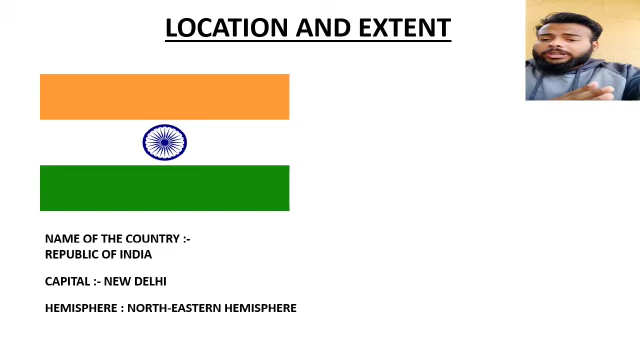 LOCATION AND EXTENT
NAME OF THE COUNTRY :-
REPUBLIC OF INDIA
CAPITAL :- NEW DELHI
HEMISPHERE : NORTH-EASTERN HEMISPHERE